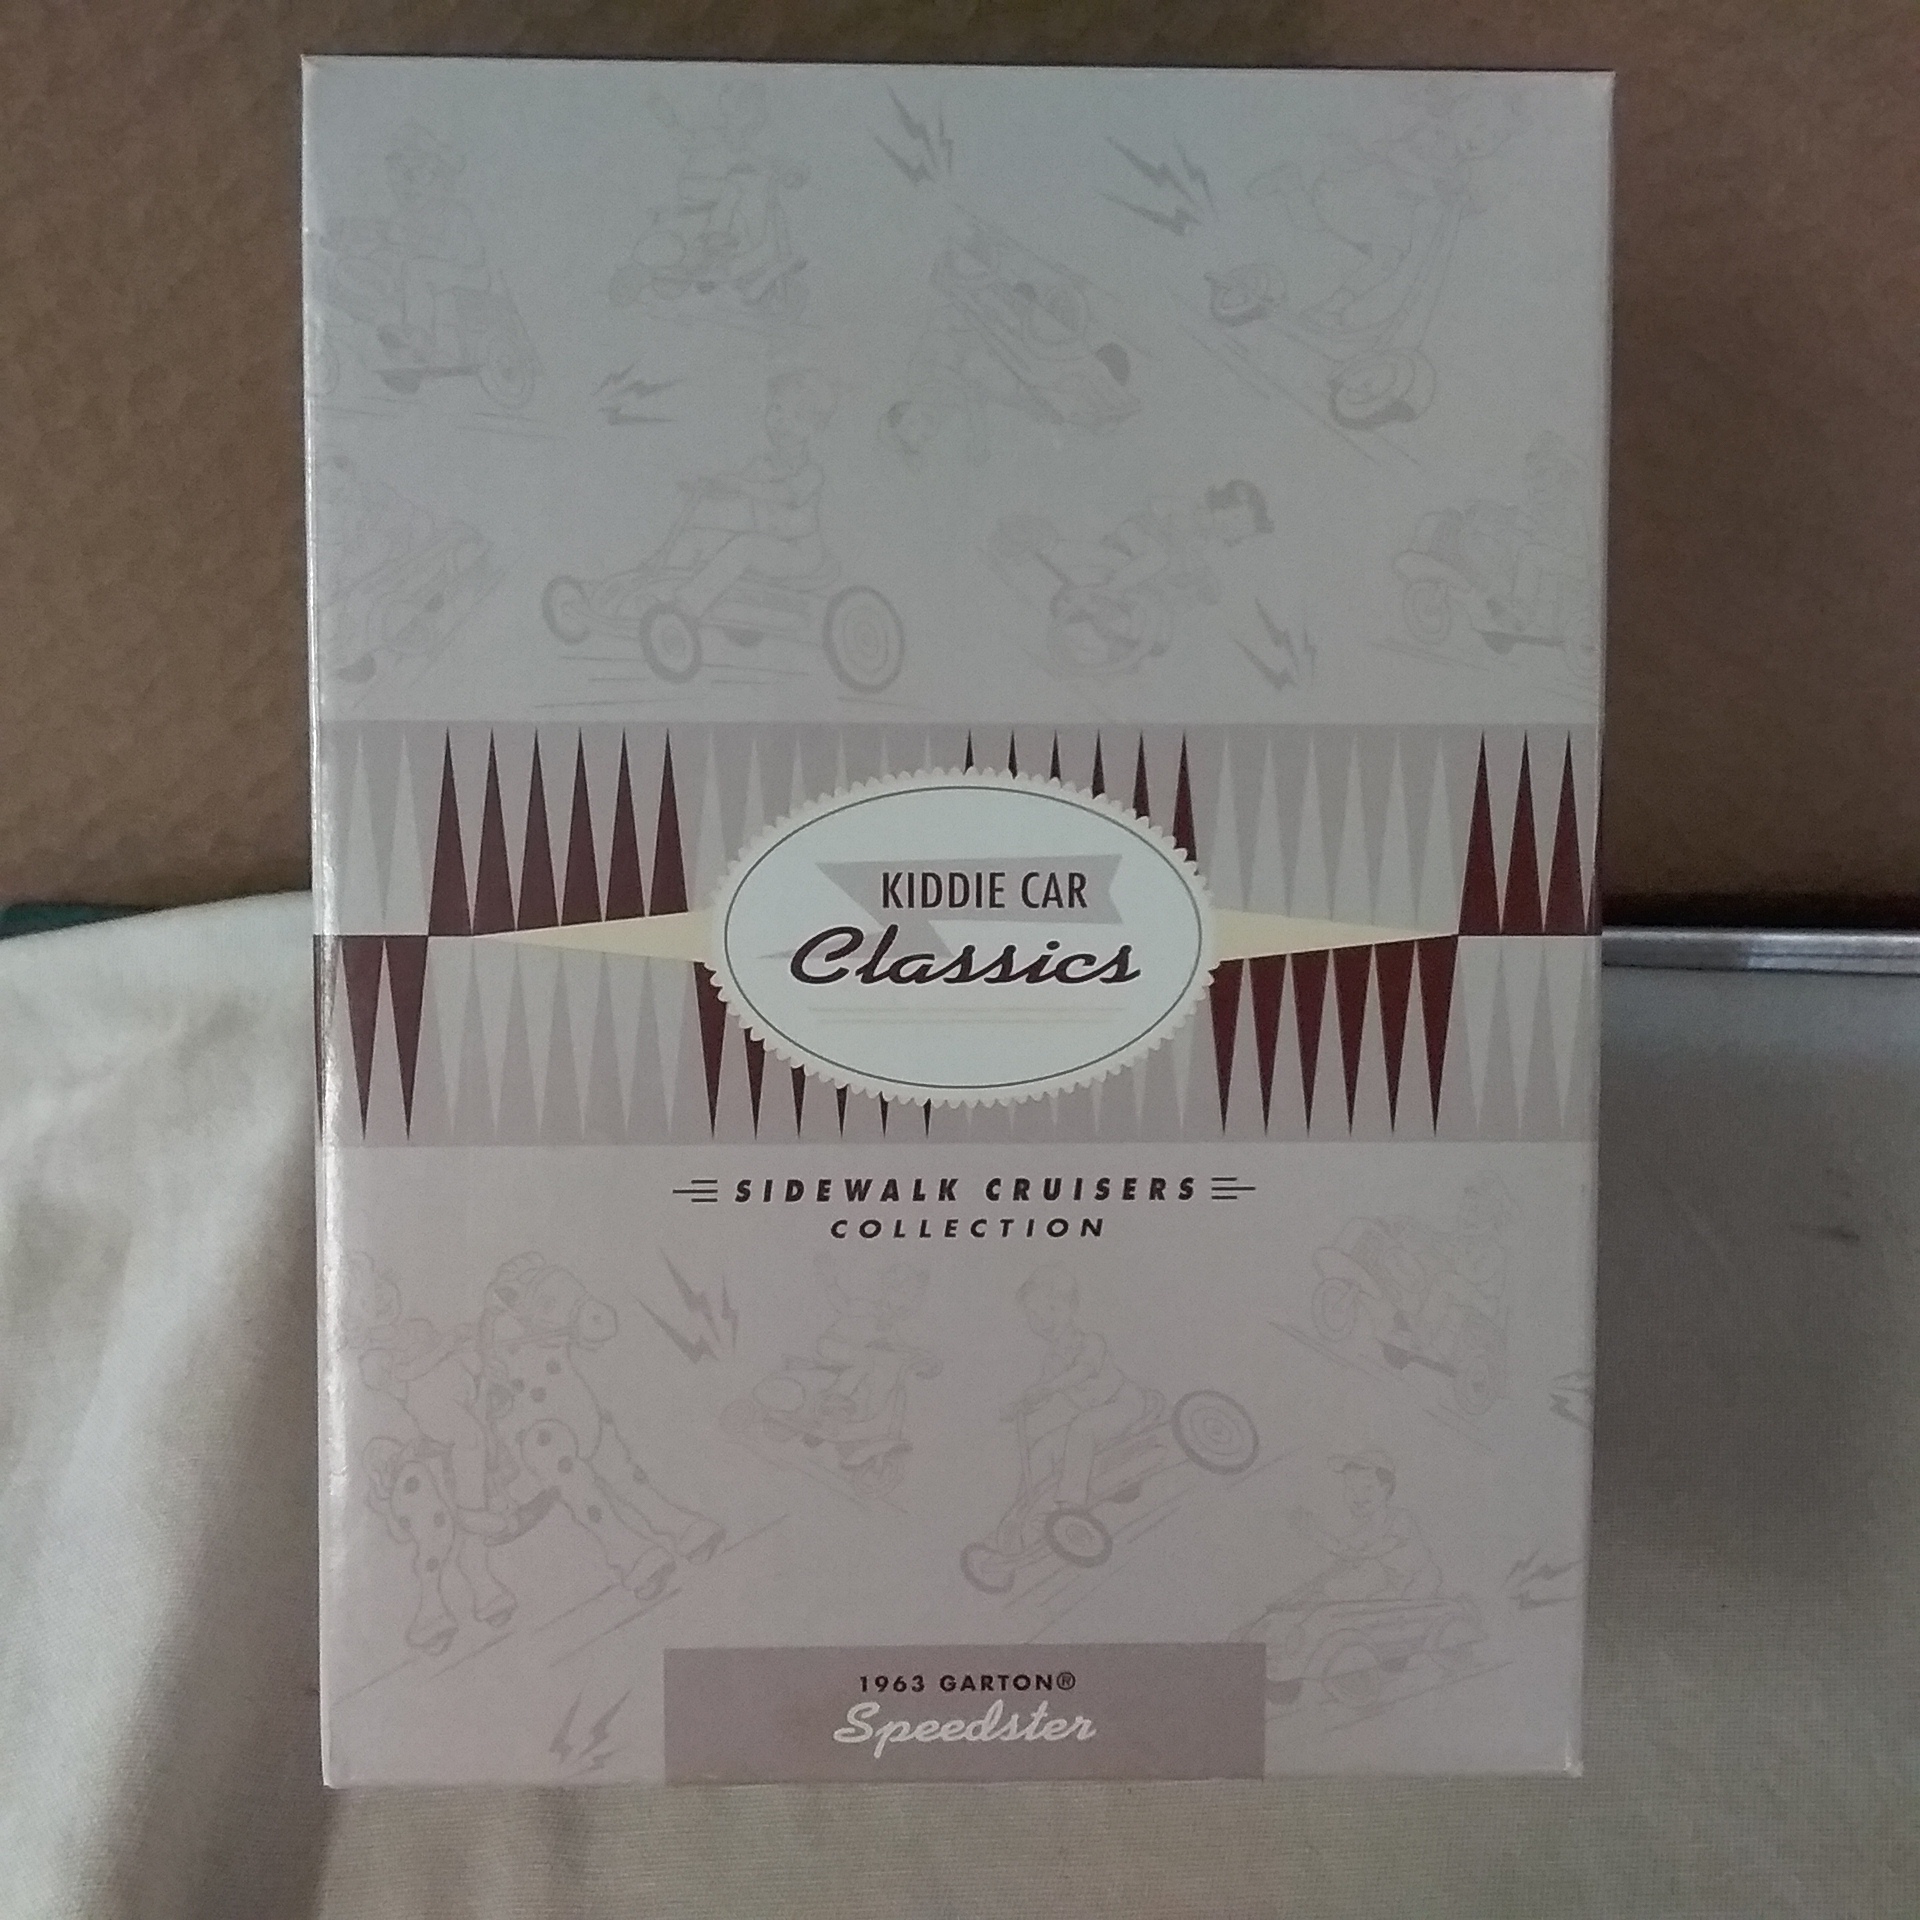 KIDDIE CAR
Classics
SIDEWALK CRUISERS
COLLECTION
1963 GARTON®
Speedster